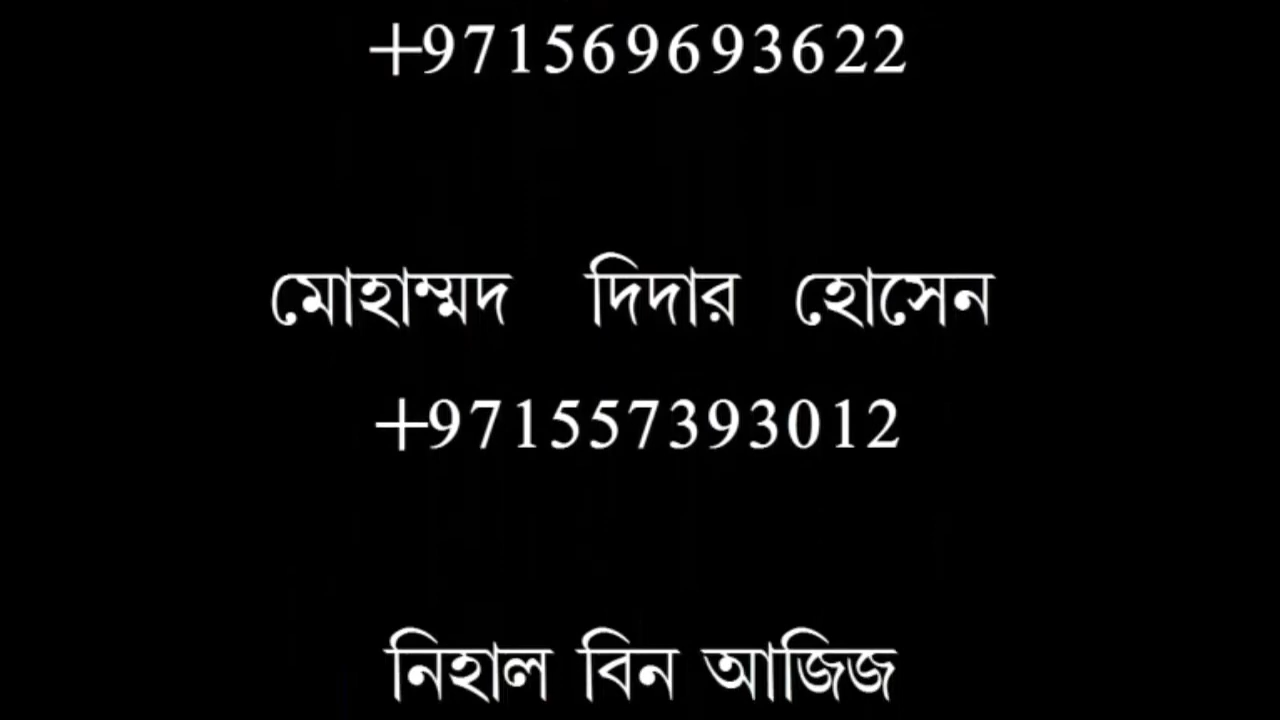 +971569693622
মোহাম্মদ দিদার হোসেন
+971557393012
নিহাল বিন আজিজ